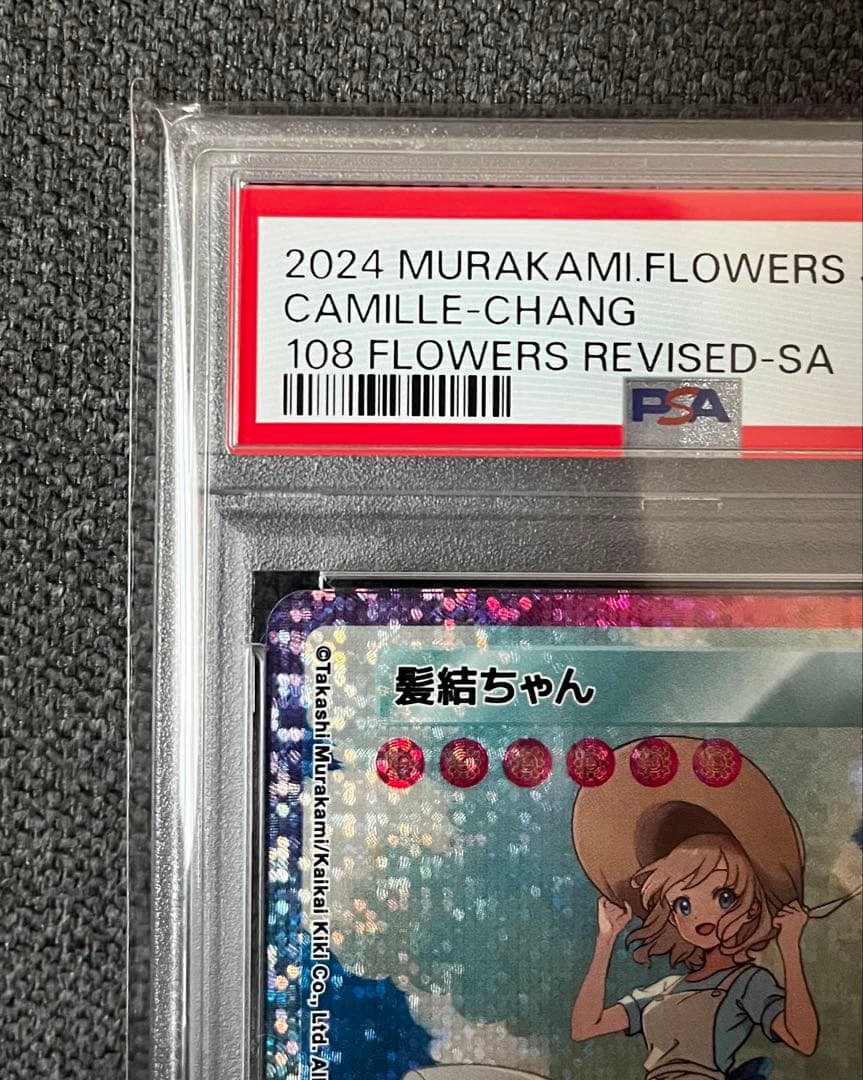 2024 MURAKAMI.FLOWERS
CAMILLE-CHANG
108 FLOWERS REVISED-SA
PSA
髪結ちゃん
©Takashi Murakami/Kaikai Kiki Co., Ltd.,